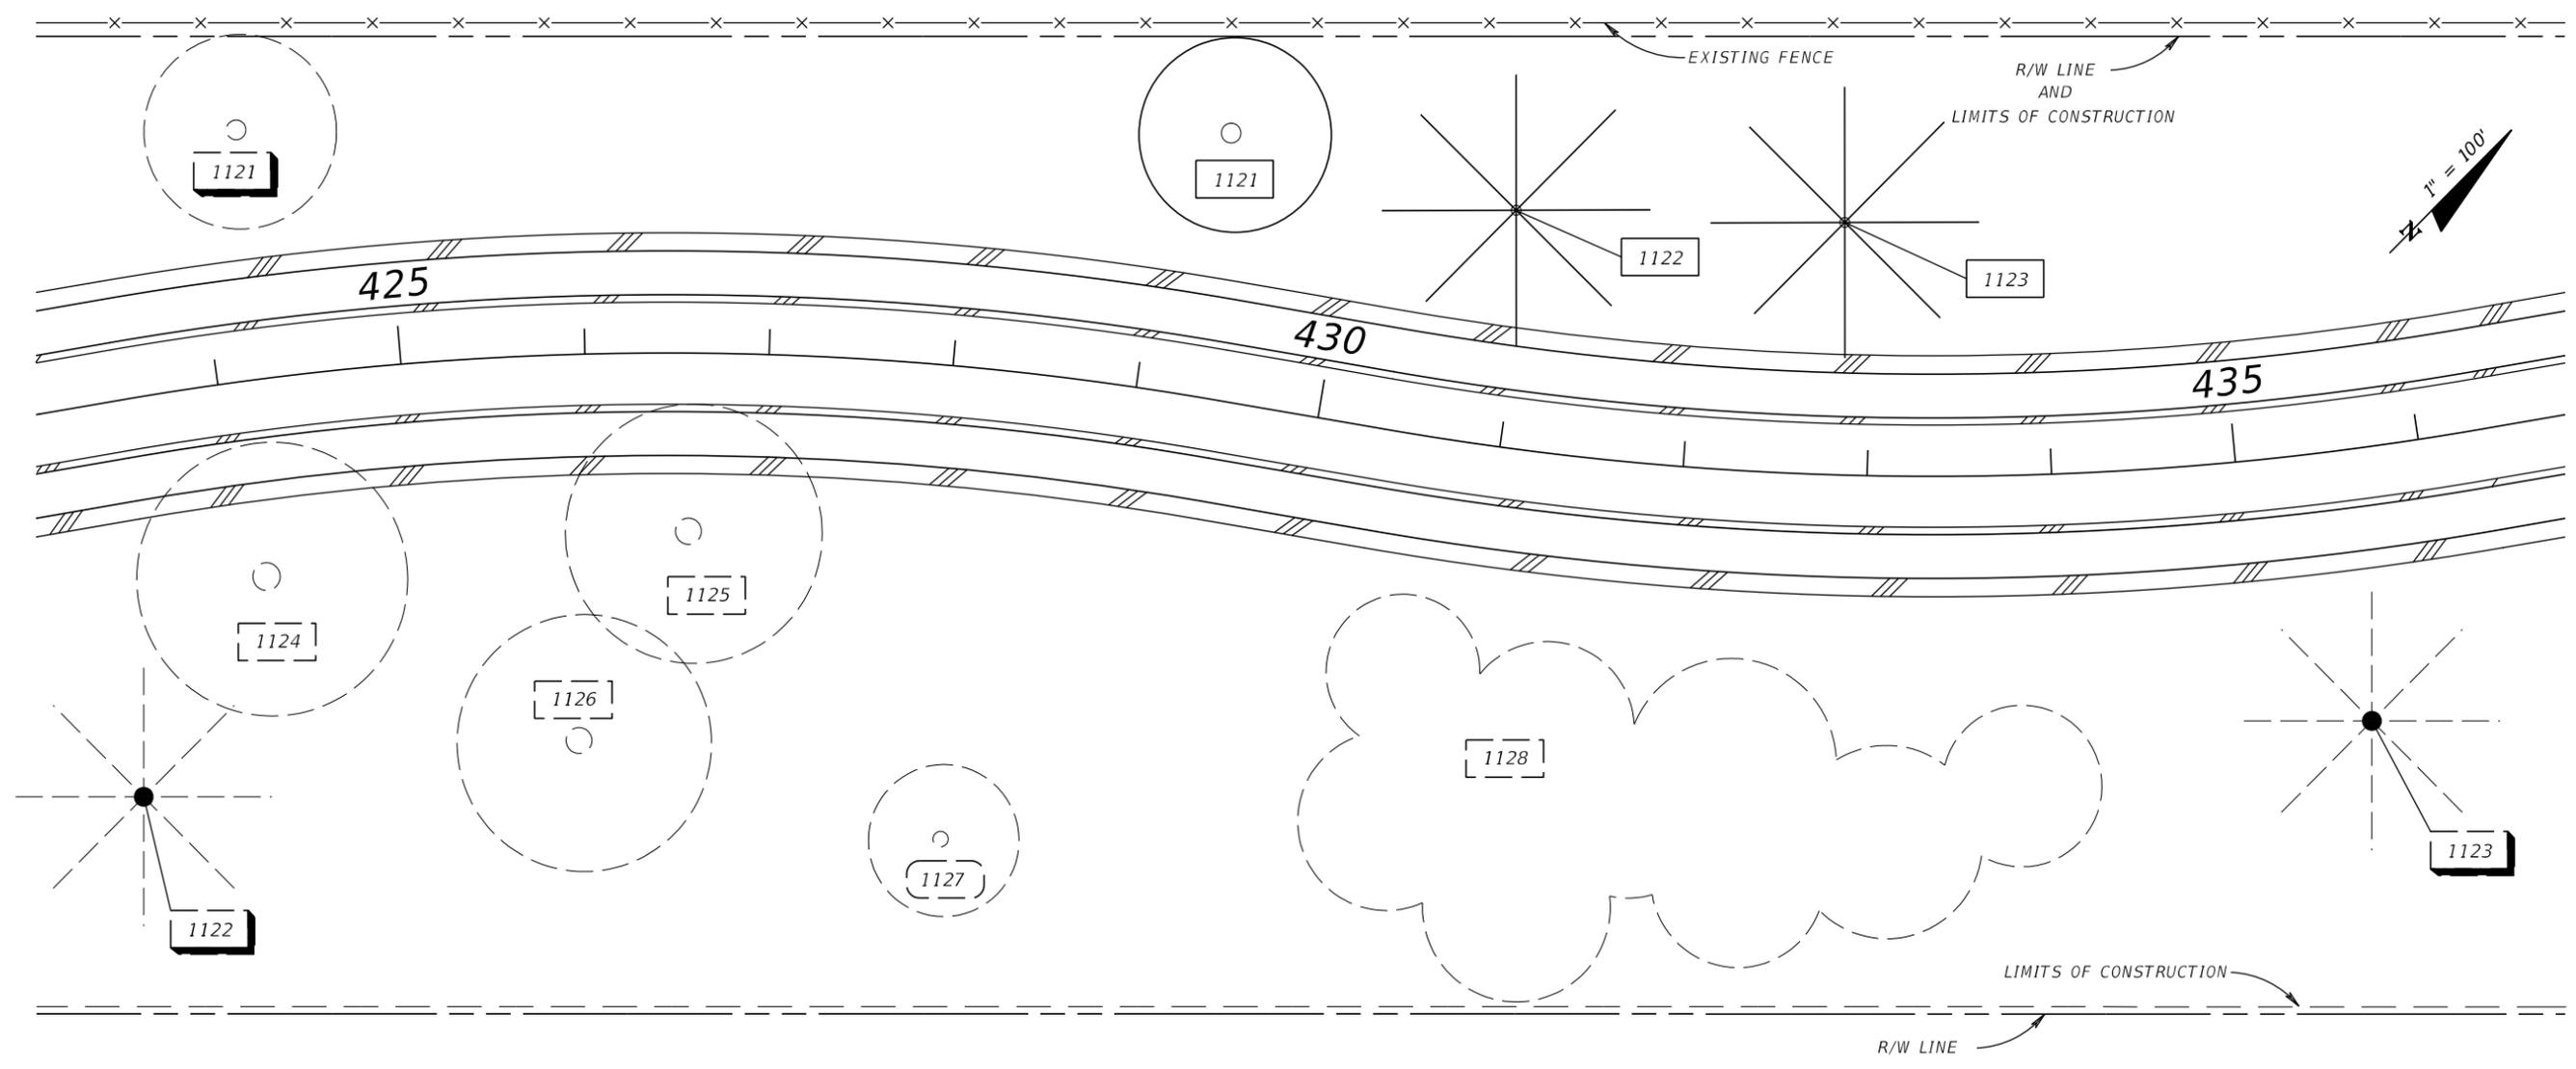 EXISTING FENCE
R/W LINE
AND
LIMITS OF CONSTRUCTION
1" = 100'
N
1121
1121
1122
1123
425
430
435
1124
1125
1126
1127
1128
1122
1123
LIMITS OF CONSTRUCTION
R/W LINE